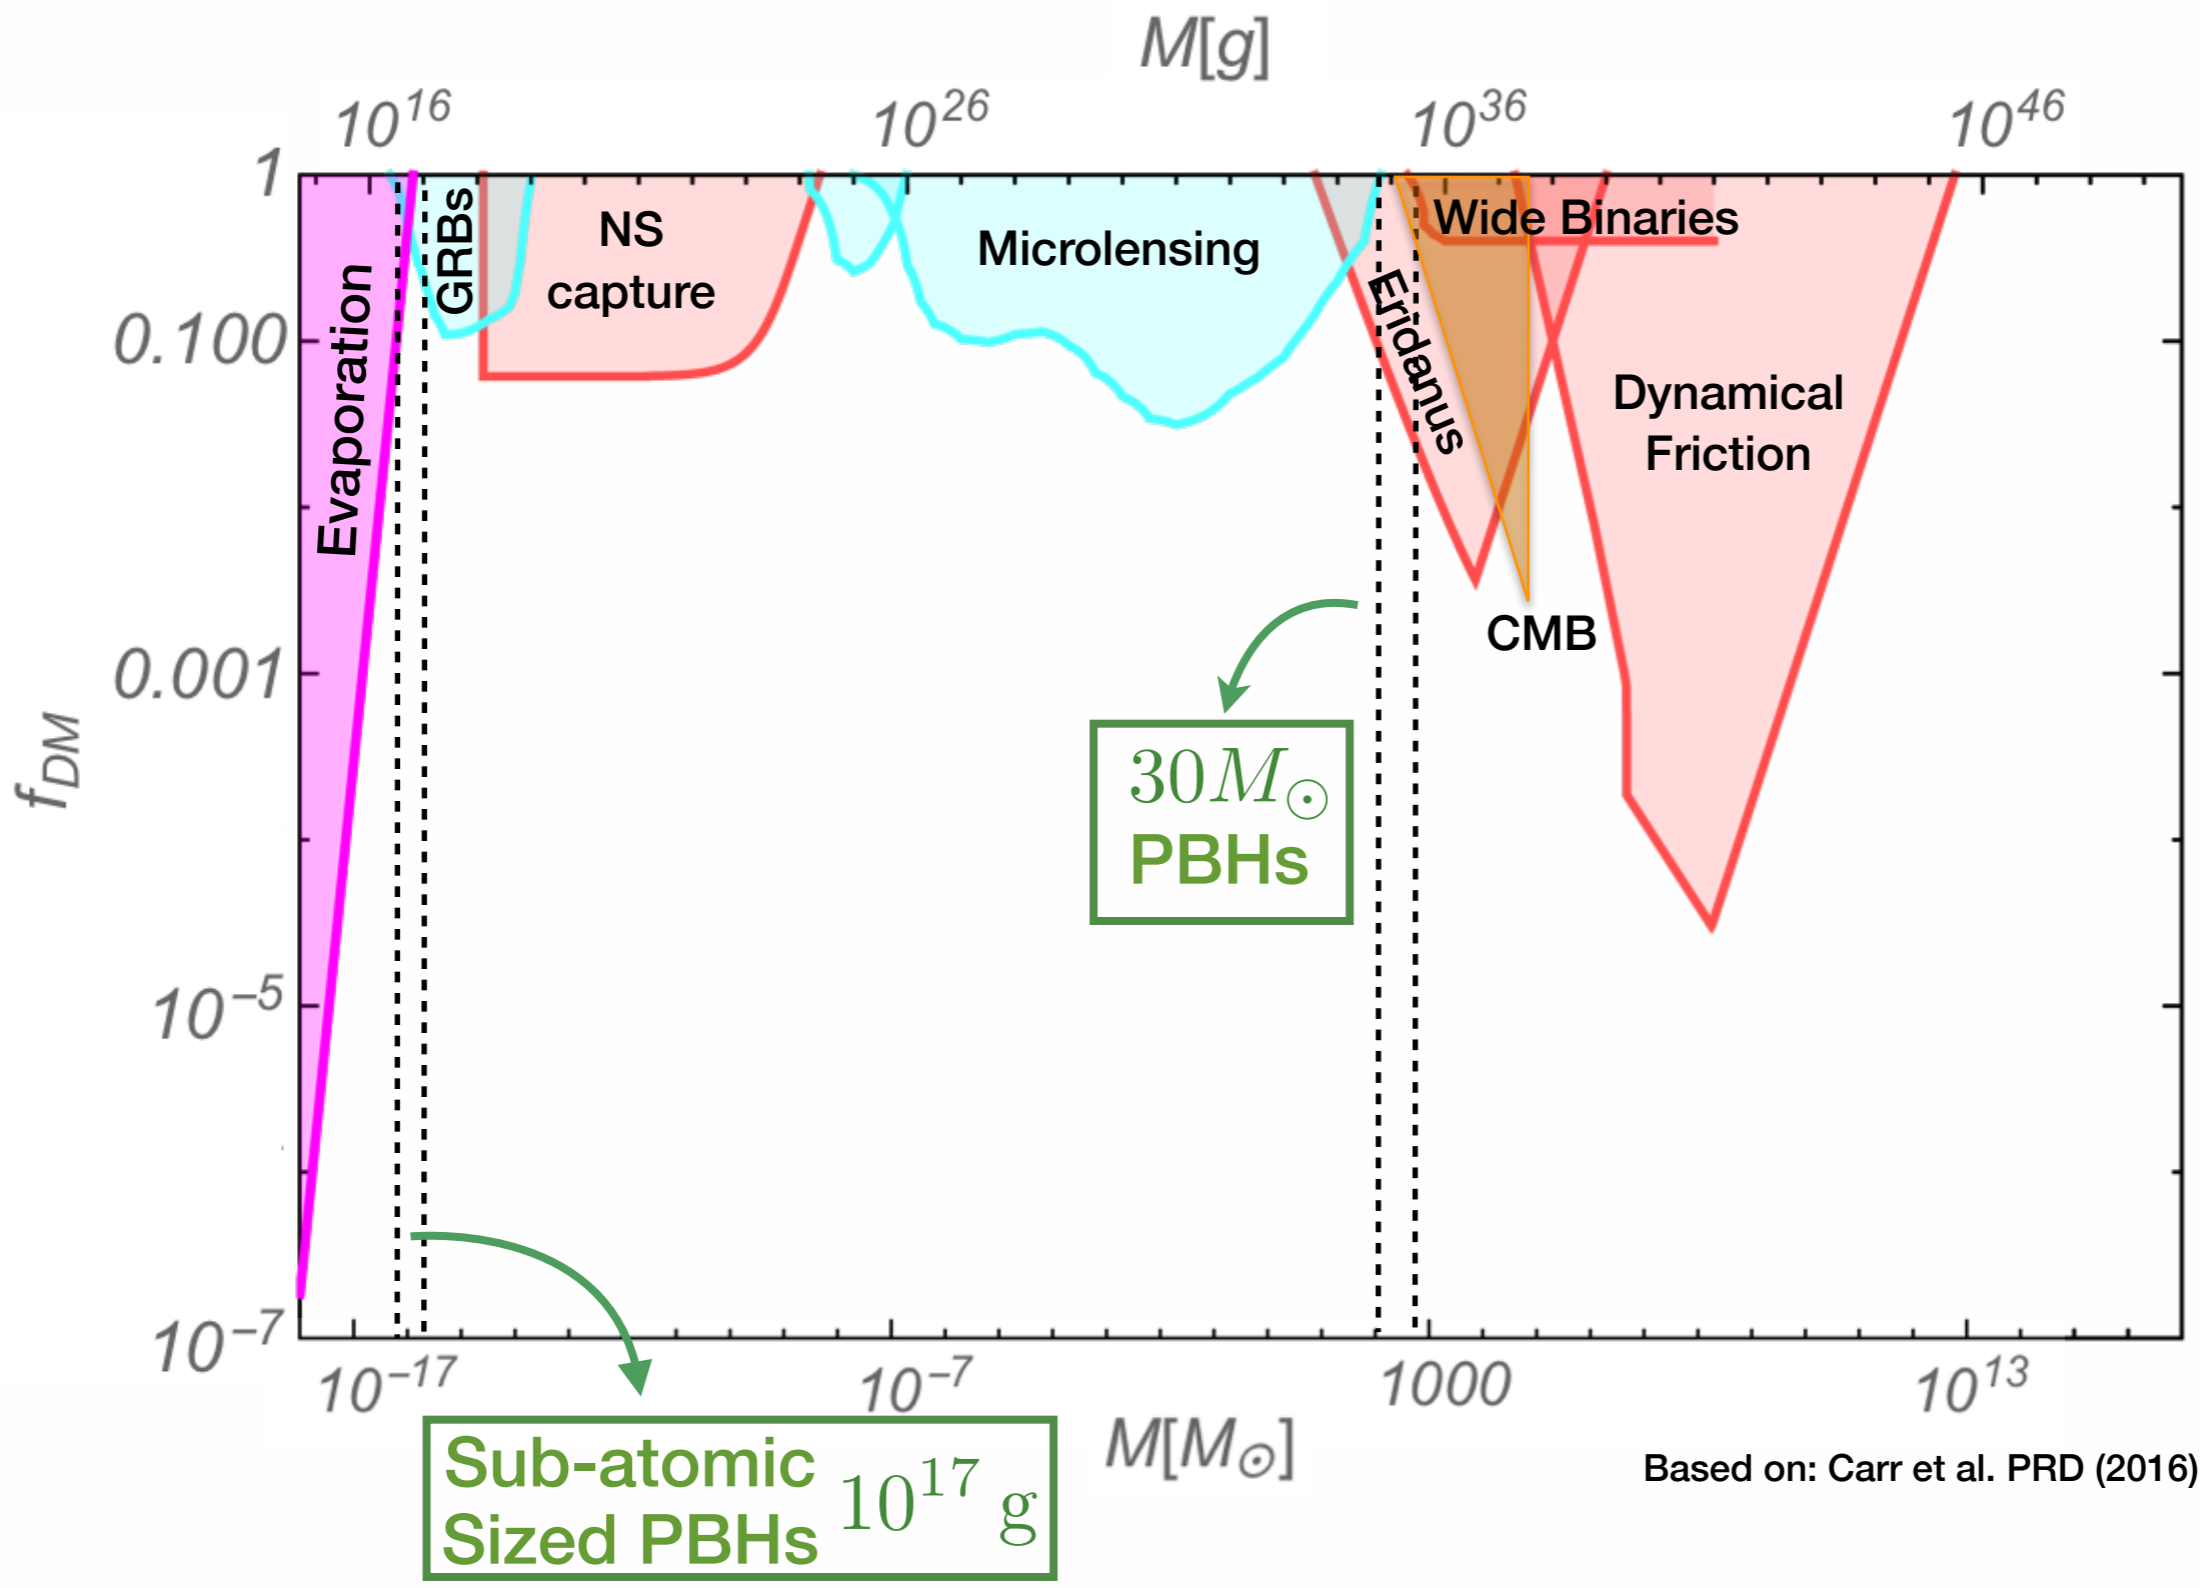 M[g]
10^16 10^26 10^36 10^46
1
0.100
0.001
10^−5
10^−7
f_DM
Evaporation
GRBs
NS
capture
Microlensing
Eridanus
Wide Binaries
CMB
Dynamical
Friction
30M_⊙
PBHs
10^−17 10^−7 1000 10^13
M[M_⊙]
Sub-atomic
Sized PBHs 10^17 g
Based on: Carr et al. PRD (2016)